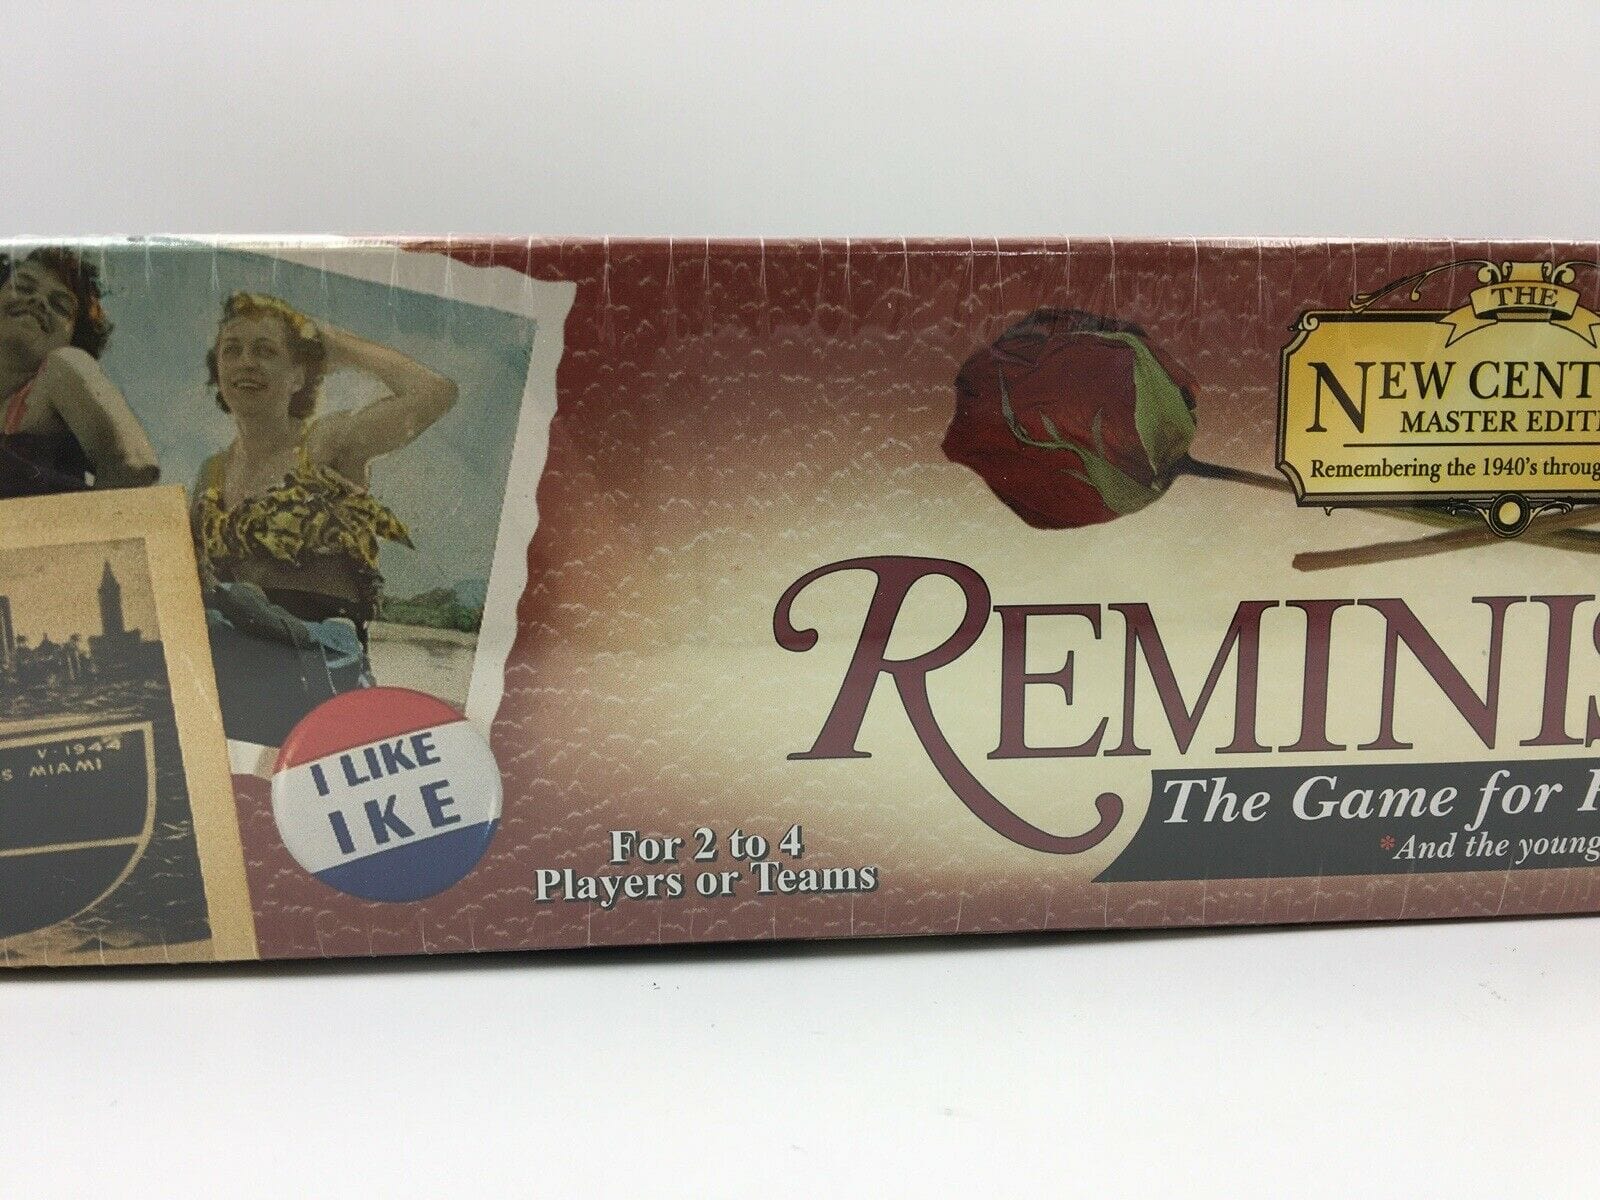 THE
NEW CENT
MASTER EDITI
Remembering the 1940's throug
REMINIS
The Game for
*And the young
For 2 to 4
Players or Teams
I LIKE
IKE
V-1944
S MIAMI